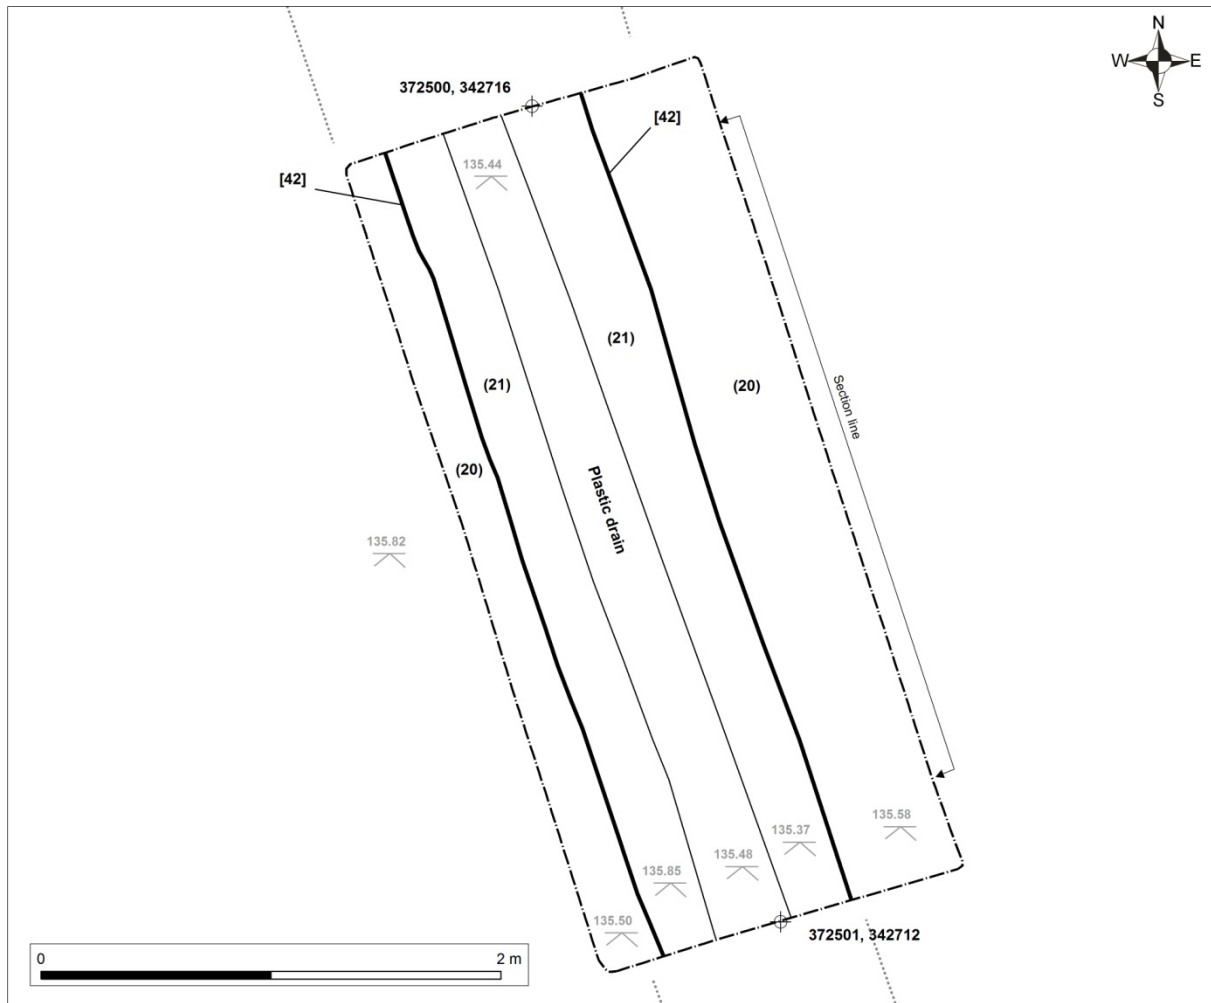 N
W E
S
372500, 342716
[42]
135.44
[42]
(21)
Section line
(21)
(20)
(20)
Plastic drain
135.82
135.58
135.37
135.48
135.85
135.50
372501, 342712
0 2 m